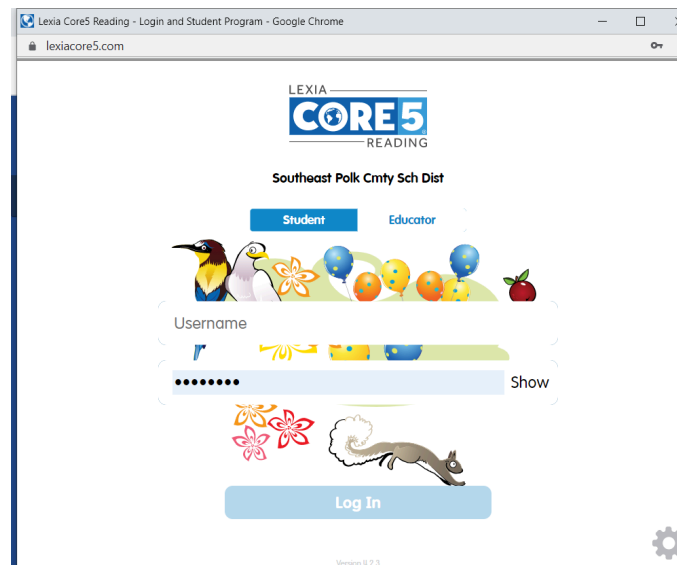 Lexia Core5 Reading - Login and Student Program - Google Chrome
lexiacore5.com
LEXIA
CORE5
READING
Southeast Polk Cmty Sch Dist
Student Educator
Username
•••••••• Show
Log In